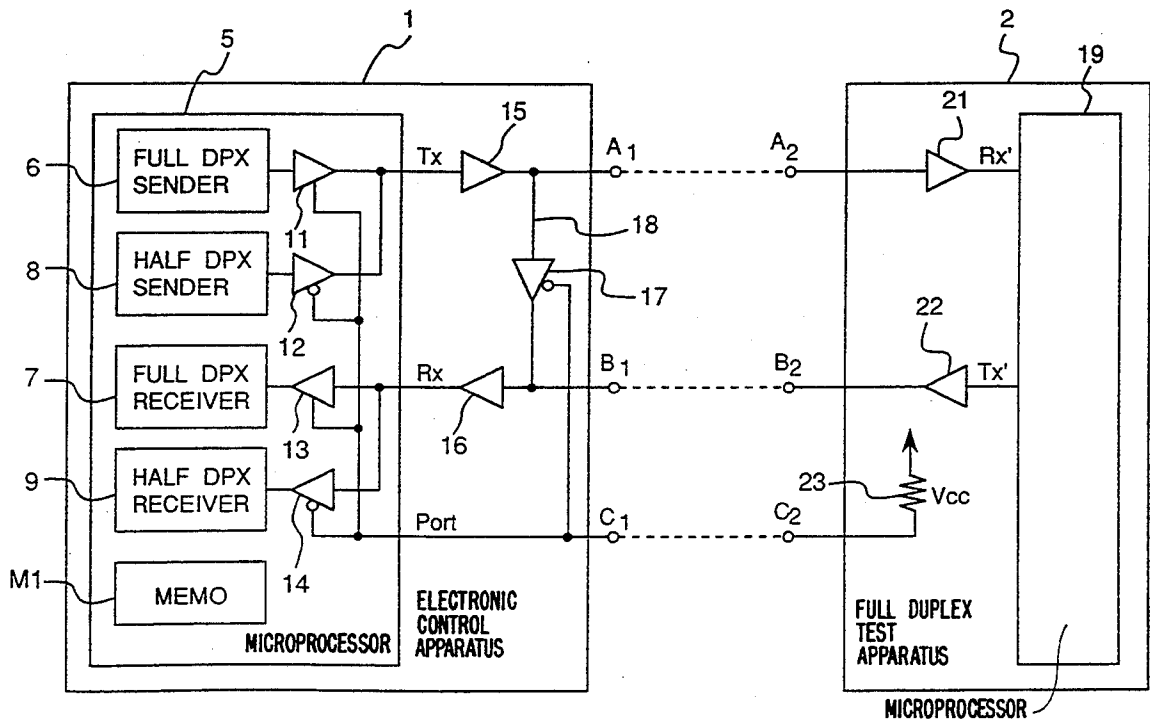 1
2
5
19
15
21
6
FULL DPX
SENDER
Tx
A1
A2
Rx'
11
18
8
HALF DPX
SENDER
17
12
22
7
FULL DPX
RECEIVER
Rx
B1
B2
Tx'
13
16
9
HALF DPX
RECEIVER
23
Vcc
Port
C1
C2
14
M1
MEMO
MICROPROCESSOR
ELECTRONIC
CONTROL
APPARATUS
FULL DUPLEX
TEST
APPARATUS
MICROPROCESSOR